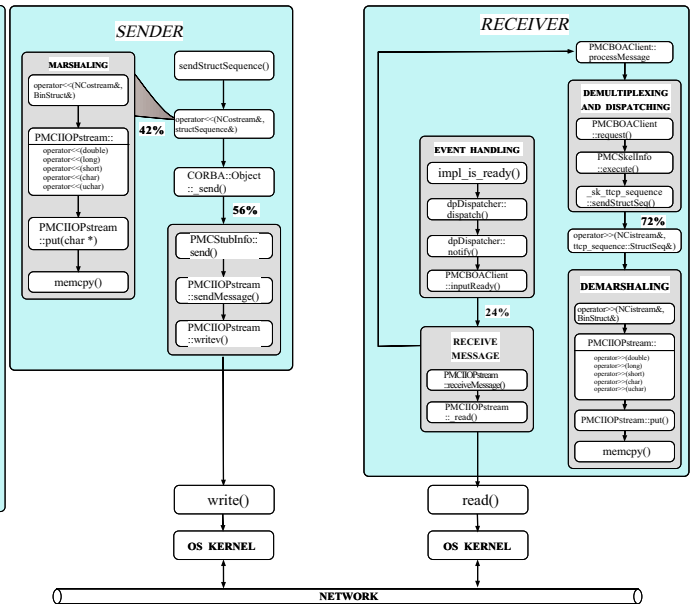 SENDER
MARSHALING
operator<<(NCostream&,
BinStruct&)
PMCIIOPstream::
operator<<(double)
operator<<(long)
operator<<(short)
operator<<(char)
operator<<(uchar)
PMCIIOPstream
::put(char *)
memcpy()
sendStructSequence()
operator<<(NCostream&,
structSequence&)
42%
CORBA::Object
::_send()
56%
PMCStubInfo::
send()
PMCIIOPstream
::sendMessage()
PMCIIOPstream
::writev()
write()
OS KERNEL
RECEIVER
EVENT HANDLING
impl_is_ready()
dpDispatcher::
dispatch()
dpDispatcher::
notify()
PMCBOAClient
::inputReady()
24%
RECEIVE
MESSAGE
PMCIIOPstream
::receiveMessage()
PMCIIOPstream
::_read()
read()
OS KERNEL
PMCBOAClient::
processMessage
DEMULTIPLEXING
AND DISPATCHING
PMCBOAClient
::request()
PMCSkelInfo
::execute()
_sk_ttcp_sequence
::sendStructSeq()
72%
operator>>(NCistream&,
ttcp_sequence::StructSeq&)
DEMARSHALING
operator>>(NCistream&,
BinStruct&)
PMCIIOPstream::
operator<<(double)
operator<<(long)
operator<<(short)
operator<<(char)
operator<<(uchar)
PMCIIOPstream::put()
memcpy()
NETWORK